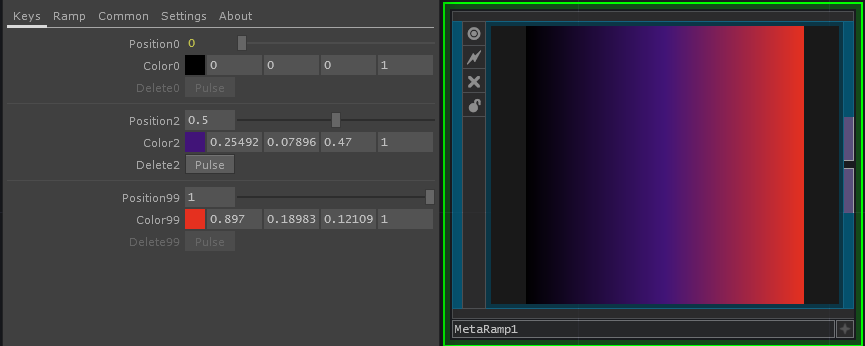 Keys Ramp Common Settings About
Position0 0
Color0 0 0 0 1
Delete0 Pulse
Position2 0.5
Color2 0.25492 0.07896 0.47 1
Delete2 Pulse
Position99 1
Color99 0.897 0.18983 0.12109 1
Delete99 Pulse
MetaRamp1